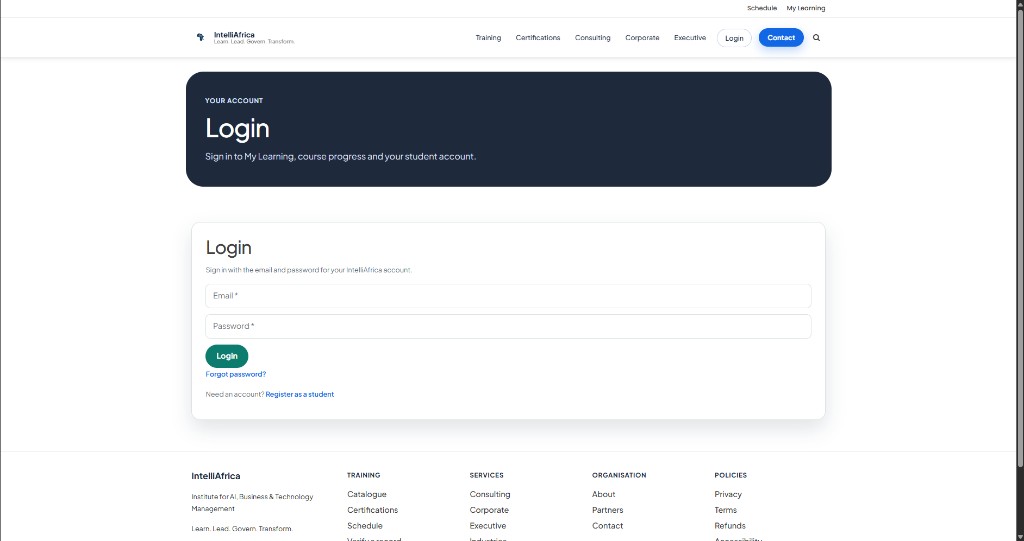 Schedule My Learning
IntelliAfrica
Learn. Lead. Govern. Transform.
Training Certifications Consulting Corporate Executive Login Contact
YOUR ACCOUNT
Login
Sign in to My Learning, course progress and your student account.
Login
Sign in with the email and password for your IntelliAfrica account.
Email *
Password *
Login
Forgot password?
Need an account? Register as a student
IntelliAfrica
Institute for AI, Business & Technology
Management
Learn. Lead. Govern. Transform.
TRAINING
Catalogue
Certifications
Schedule
Verify a record
SERVICES
Consulting
Corporate
Executive
Industries
ORGANISATION
About
Partners
Contact
POLICIES
Privacy
Terms
Refunds
Accessibility